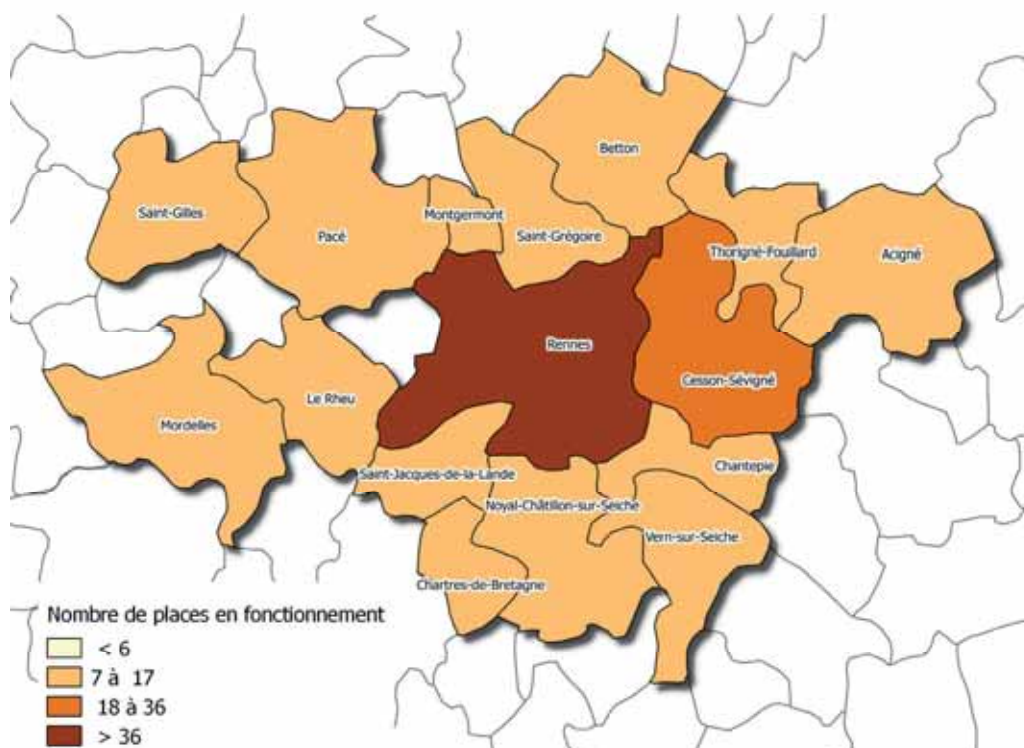 Betton
Saint-Gilles
Montgermont
Pacé
Saint-Grégoire
Thorigné-Fouillard
Acigné
Rennes
Cesson-Sévigné
Le Rheu
Mordelles
Saint-Jacques-de-la-Lande
Chantepie
Noyal-Châtillon-sur-Seiche
Vern-sur-Seiche
Chartres-de-Bretagne
Nombre de places en fonctionnement
< 6
7 à 17
18 à 36
> 36